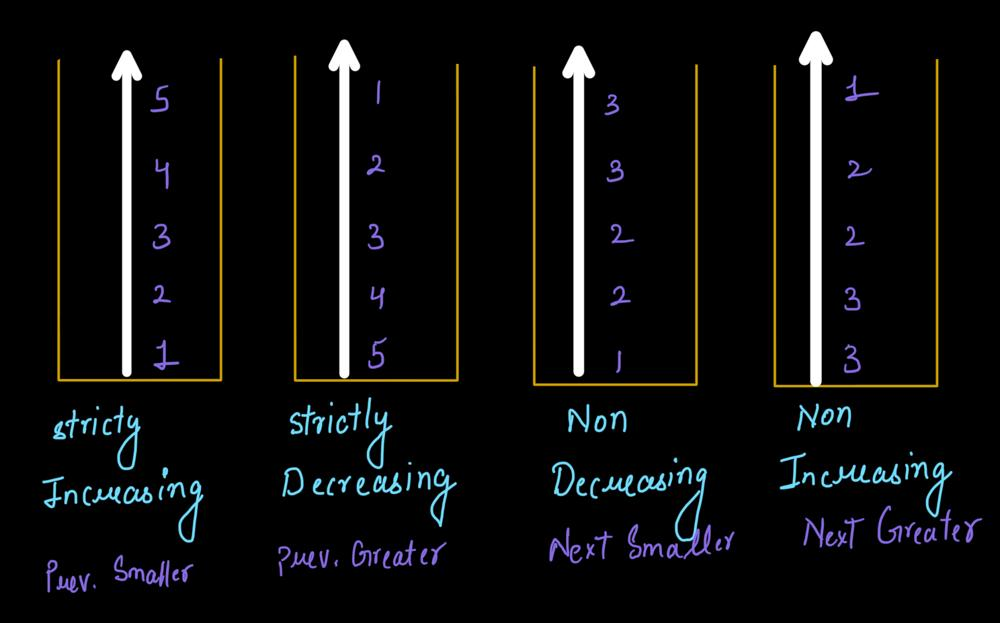 5
4
3
2
1
stricty
Increasing
Prev. Smaller
1
2
3
4
5
strictly
Decreasing
Prev. Greater
3
3
2
2
1
Non
Decreasing
Next Smaller
1
2
2
3
3
Non
Increasing
Next Greater